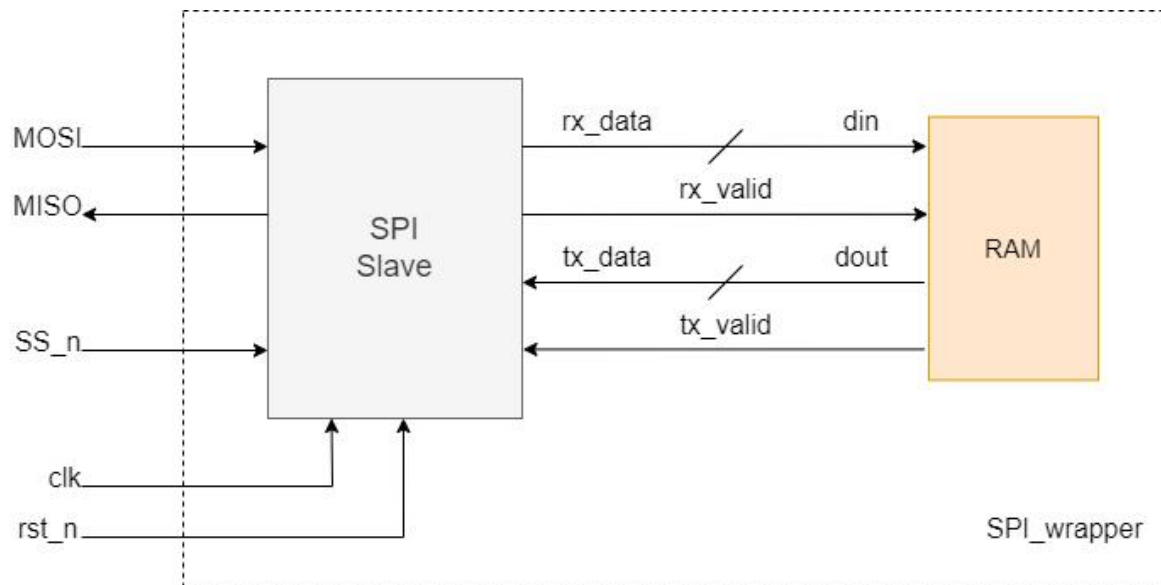 MOSI
rx_data
din
MISO
rx_valid
SPI
Slave
tx_data
dout
RAM
SS_n
tx_valid
clk
rst_n
SPI_wrapper